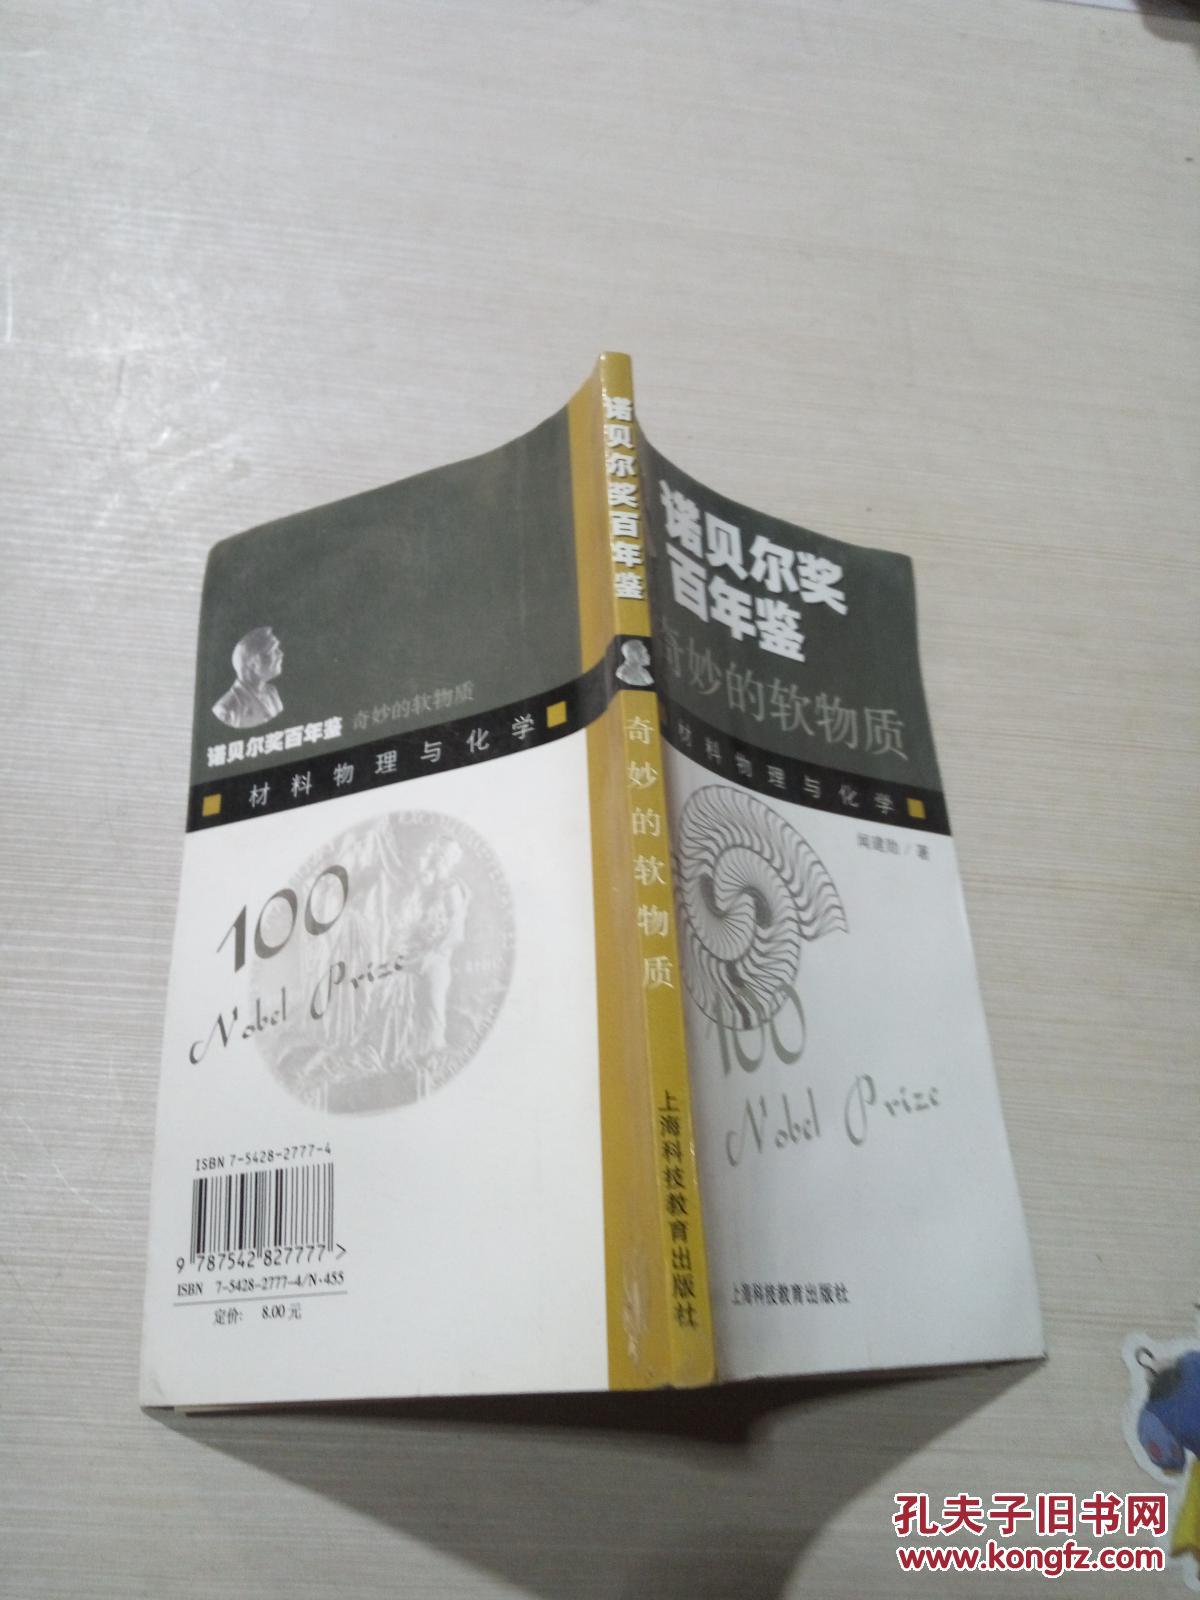 诺贝尔奖百年鉴 奇妙的软物质
材料物理与化学
100
Nobel Prize
ISBN 7-5428-2777-4
9 787542 827777 >
ISBN 7-5428-2777-4/N·455
定价: 8.00 元
诺贝尔奖百年鉴
奇妙的软物质
上海科技教育出版社
诺贝尔奖
百年鉴
奇妙的软物质
材料物理与化学
闻建勋/著
100
Nobel Prize
上海科技教育出版社
孔夫子旧书网
www.kongfz.com